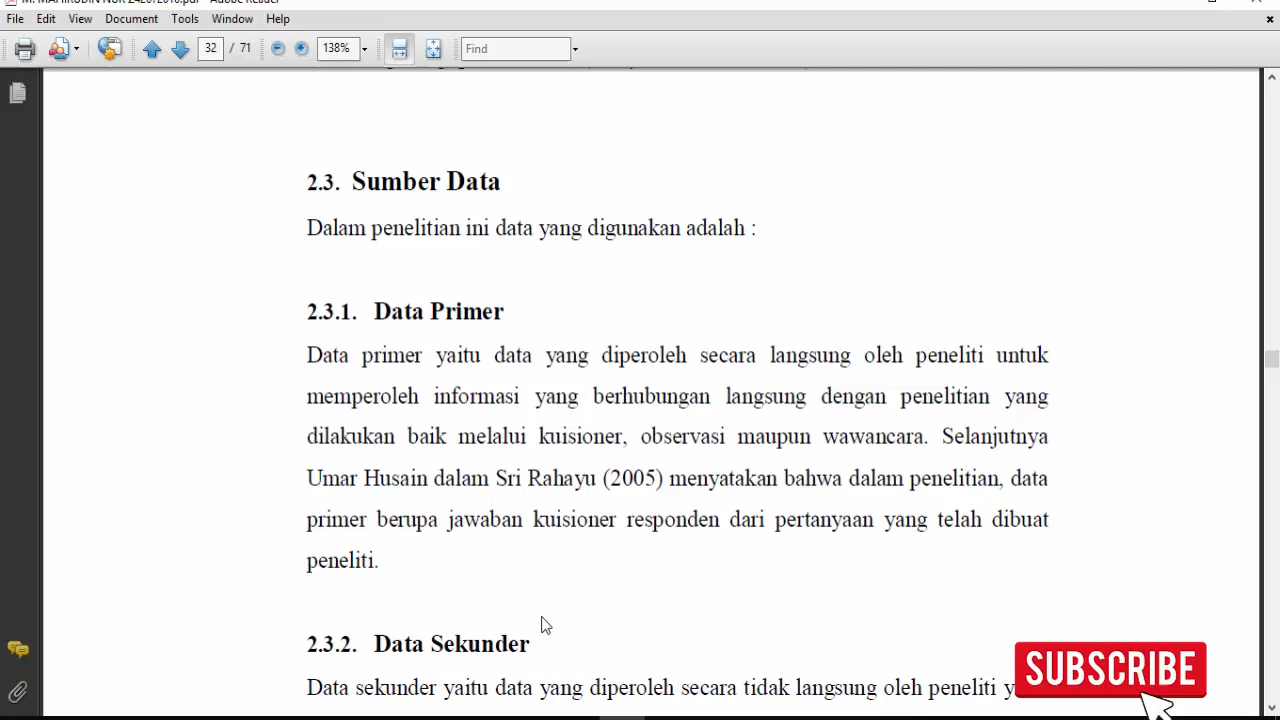 File Edit View Document Tools Window Help
32 / 71 138% Find
2.3. Sumber Data
Dalam penelitian ini data yang digunakan adalah :
2.3.1. Data Primer
Data primer yaitu data yang diperoleh secara langsung oleh peneliti untuk
memperoleh informasi yang berhubungan langsung dengan penelitian yang
dilakukan baik melalui kuisioner, observasi maupun wawancara. Selanjutnya
Umar Husain dalam Sri Rahayu (2005) menyatakan bahwa dalam penelitian, data
primer berupa jawaban kuisioner responden dari pertanyaan yang telah dibuat
peneliti.
2.3.2. Data Sekunder
Data sekunder yaitu data yang diperoleh secara tidak langsung oleh peneliti
SUBSCRIBE